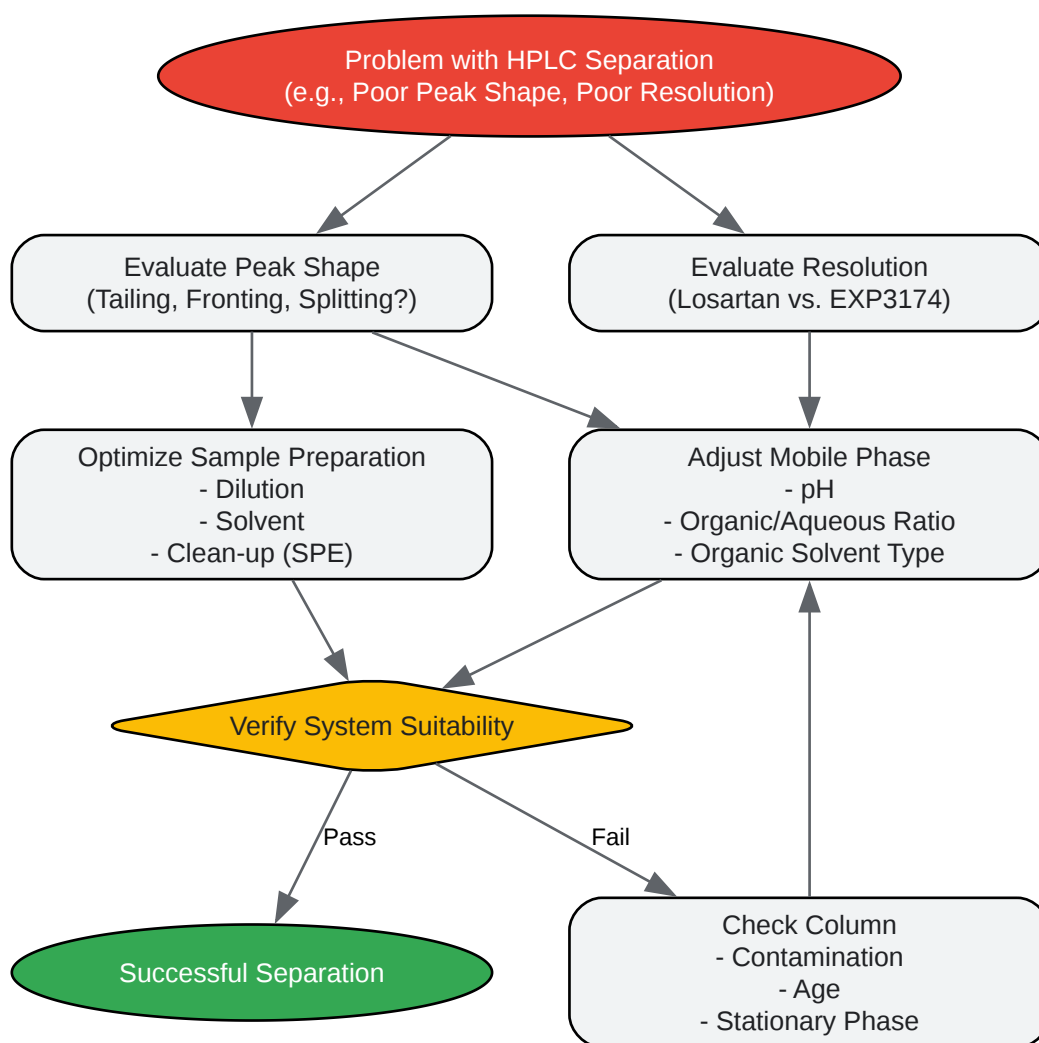 Problem with HPLC Separation
(e.g., Poor Peak Shape, Poor Resolution)
Evaluate Peak Shape
(Tailing, Fronting, Splitting?)
Evaluate Resolution
(Losartan vs. EXP3174)
Optimize Sample Preparation
- Dilution
- Solvent
- Clean-up (SPE)
Adjust Mobile Phase
- pH
- Organic/Aqueous Ratio
- Organic Solvent Type
Verify System Suitability
Pass
Fail
Successful Separation
Check Column
- Contamination
- Age
- Stationary Phase